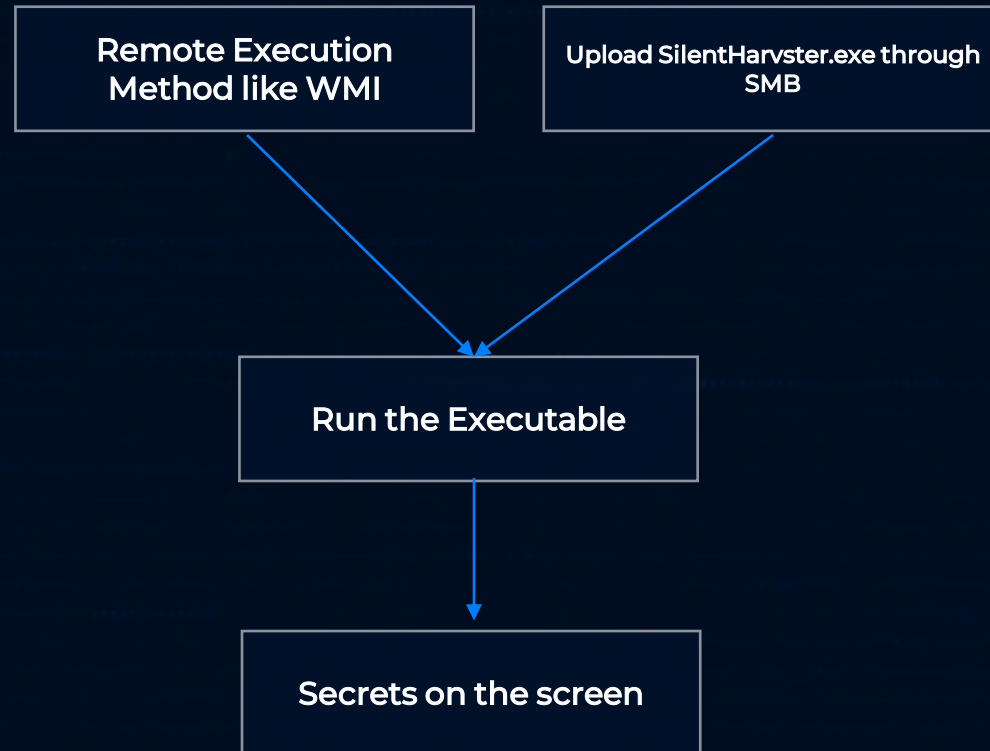 Remote Execution
Method like WMI
Upload SilentHarvster.exe through
SMB
Run the Executable
Secrets on the screen